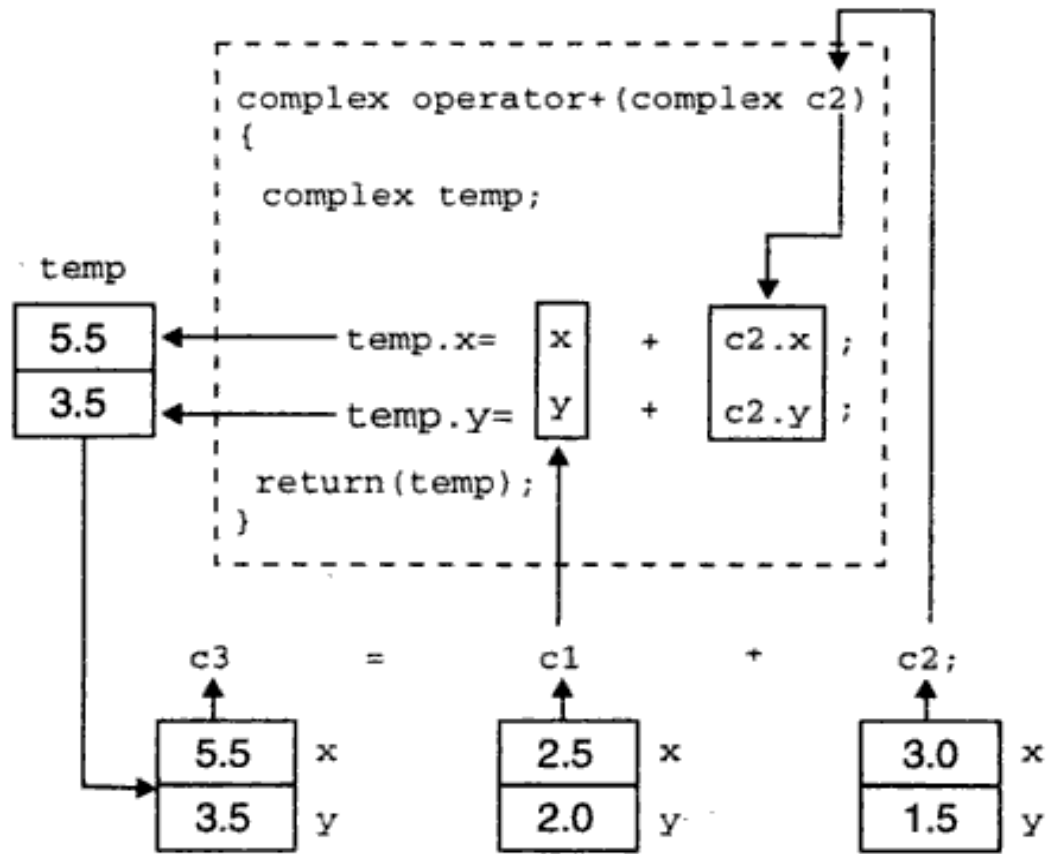 complex operator+(complex c2)
{
complex temp;
temp
5.5 temp.x= x + c2.x ;
3.5 temp.y= y + c2.y ;
return(temp);
}
c3 = c1 + c2;
5.5 x 2.5 x 3.0 x
3.5 y 2.0 y 1.5 y